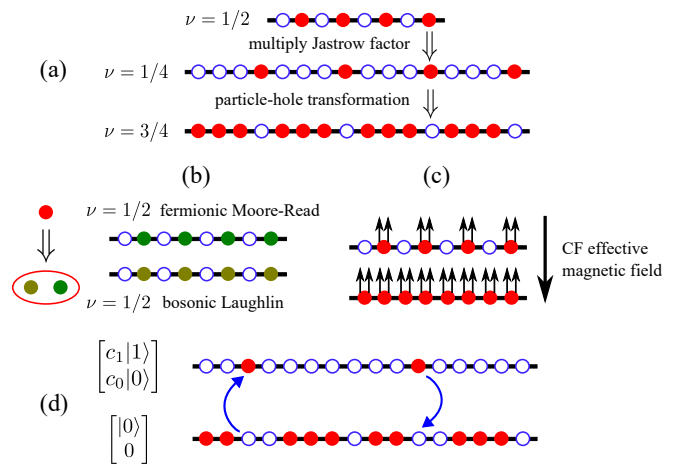 ν = 1/2
multiply Jastrow factor
(a)
ν = 1/4
particle-hole transformation
ν = 3/4
(b)
(c)
ν = 1/2 fermionic Moore-Read
ν = 1/2 bosonic Laughlin
CF effective
magnetic field
(d)
[c₁|1⟩
c₀|0⟩]
[|0⟩
0]